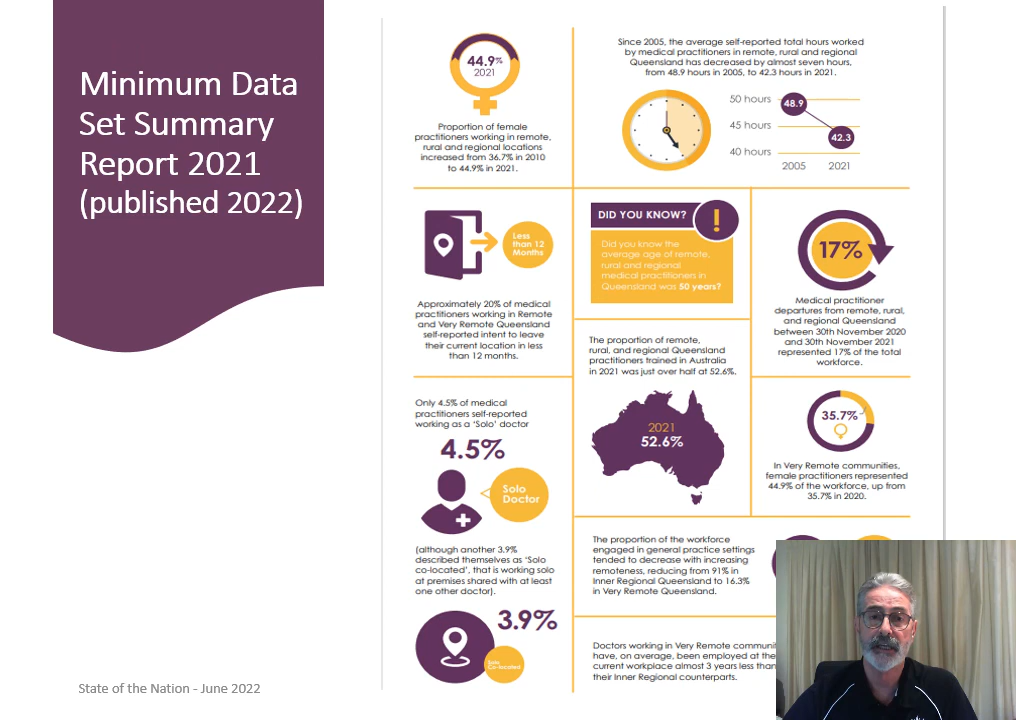 Minimum Data
Set Summary
Report 2021
(published 2022)
State of the Nation - June 2022
44.9%
2021
Proportion of female
practitioners working in remote,
rural and regional locations
increased from 36.7% in 2010
to 44.9% in 2021.
Since 2005, the average self-reported total hours worked
by medical practitioners in remote, rural and regional
Queensland has decreased by almost seven hours,
from 48.9 hours in 2005, to 42.3 hours in 2021.
50 hours
45 hours
40 hours
48.9
42.3
2005
2021
Less
than 12
Months
Approximately 20% of medical
practitioners working in Remote
and Very Remote Queensland
self-reported intent to leave
their current location in less
than 12 months.
DID YOU KNOW?
!
Did you know the
average age of remote,
rural and regional
medical practitioners in
Queensland was 50 years?
17%
Medical practitioner
departures from remote, rural,
and regional Queensland
between 30th November 2020
and 30th November 2021
represented 17% of the total
workforce.
The proportion of remote,
rural, and regional Queensland
practitioners trained in Australia
in 2021 was just over half at 52.6%.
2021
52.6%
35.7%
In Very Remote communities,
female practitioners represented
44.9% of the workforce, up from
35.7% in 2020.
Only 4.5% of medical
practitioners self-reported
working as a 'Solo' doctor
4.5%
Solo
Doctor
(although another 3.9%
described themselves as 'Solo
co-located', that is working solo
at premises shared with at least
one other doctor).
3.9%
Solo
Co-located
The proportion of the workforce
engaged in general practice settings
tended to decrease with increasing
remoteness, reducing from 91% in
Inner Regional Queensland to 16.3%
in Very Remote Queensland.
Doctors working in Very Remote
have, on average, been employed at
current workplace almost 3 years less than
their Inner Regional counterparts.